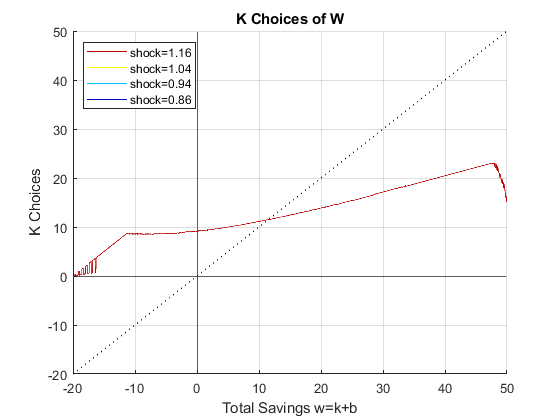 K Choices of W
shock=1.16
shock=1.04
shock=0.94
shock=0.86
50
40
30
20
10
0
-10
-20
K Choices
-20 -10 0 10 20 30 40 50
Total Savings w=k+b